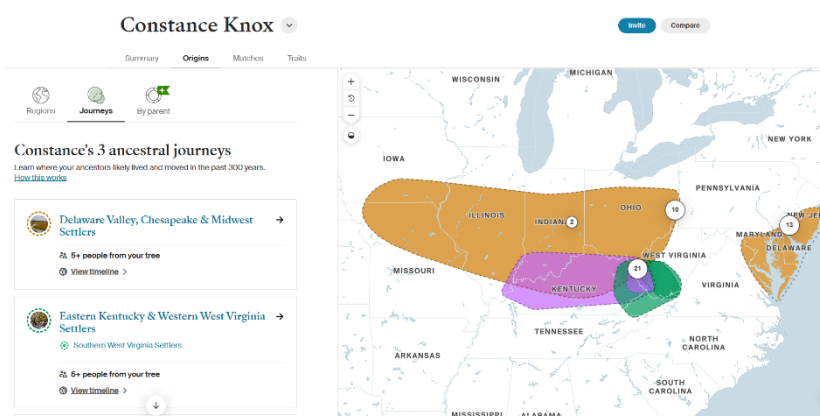 Constance Knox
Invite
Compare
Summary
Origins
Matches
Traits
Regions
Journeys
By parent
Constance's 3 ancestral journeys
Learn where your ancestors likely lived and moved in the past 300 years.
How this works
Delaware Valley, Chesapeake & Midwest
Settlers
5+ people from your tree
View timeline
Eastern Kentucky & Western West Virginia
Settlers
Southern West Virginia Settlers
5+ people from your tree
View timeline
WISCONSIN
MICHIGAN
NEW YORK
IOWA
PENNSYLVANIA
ILLINOIS
OHIO
10
INDIANA
2
NEW JE
13
MARYLAND
DELAWARE
WEST VIRGINIA
21
MISSOURI
KENTUCKY
VIRGINIA
TENNESSEE
NORTH
CAROLINA
ARKANSAS
SOUTH
CAROLINA
MISSISSIPPI
ALABAMA